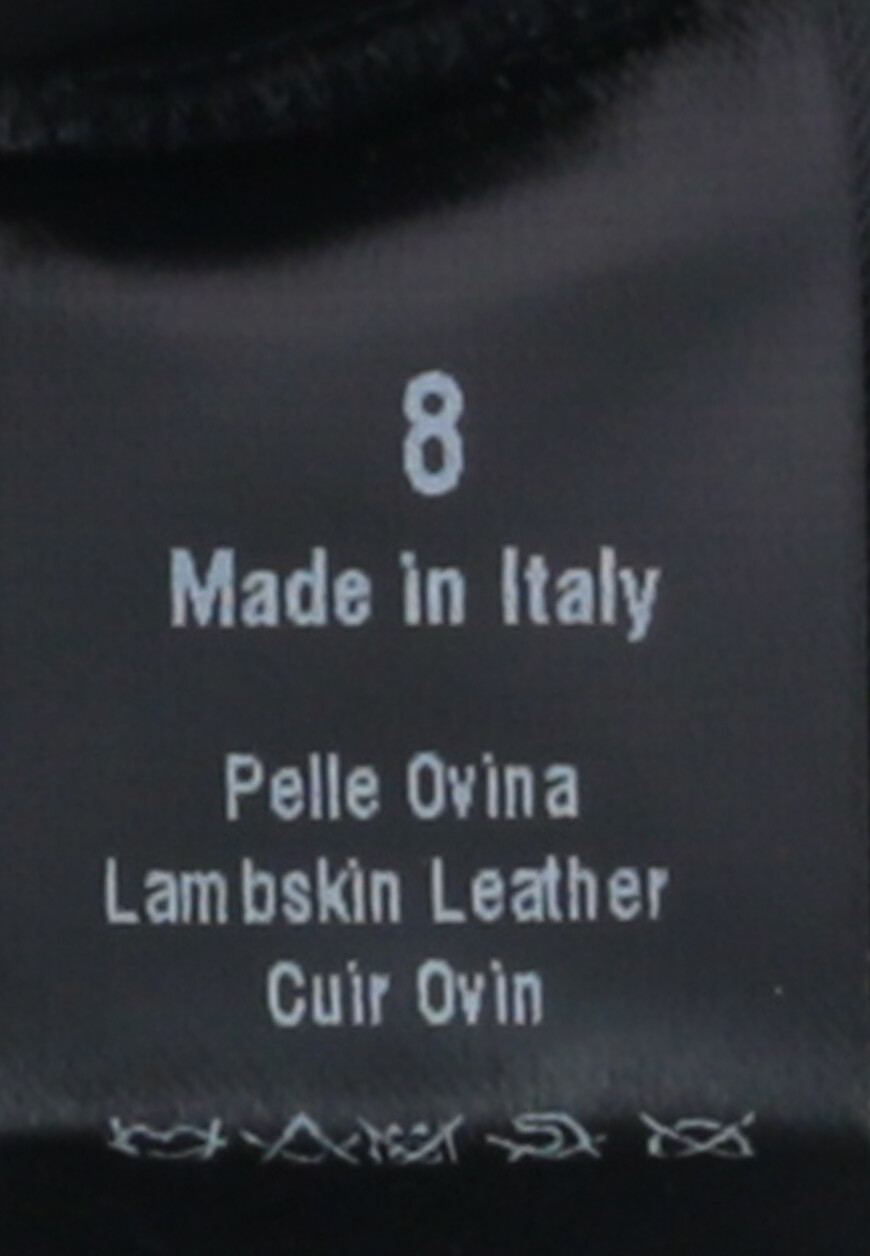 8
Made in Italy
Pelle Ovina
Lambskin Leather
Cuir Ovin